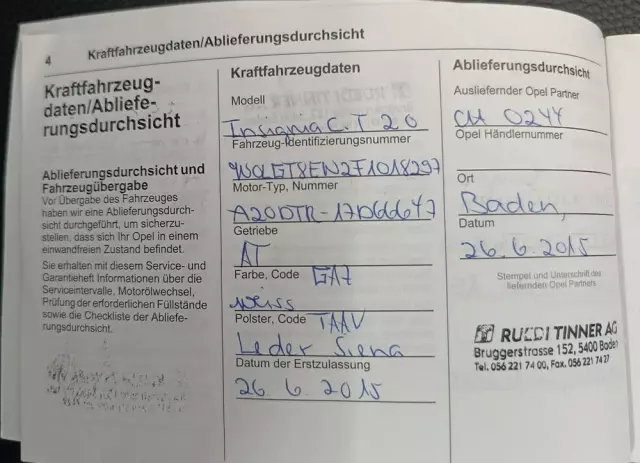 4 Kraftfahrzeugdaten/Ablieferungsdurchsicht
Kraftfahrzeug-
daten/Abliefe-
rungsdurchsicht
Ablieferungsdurchsicht und
Fahrzeugübergabe
Vor Übergabe des Fahrzeuges
haben wir eine Ablieferungsdurch-
sicht durchgeführt, um sicherzu-
stellen, dass sich Ihr Opel in einem
einwandfreien Zustand befindet.
Sie erhalten mit diesem Service- und
Garantieheft Informationen über die
Serviceintervalle, Motorölwechsel,
Prüfung der erforderlichen Füllstände
sowie die Checkliste der Abliefe-
rungsdurchsicht.
Kraftfahrzeugdaten
Modell
Insignia C.T 2.0
Fahrzeug-Identifizierungsnummer
W0LGT8EN2F1018297
Motor-Typ, Nummer
A20DTR-17D66647
Getriebe
AT
Farbe, Code GA7
weiss
Polster, Code TAAV
Leder Siena
Datum der Erstzulassung
26.6.2015
Ablieferungsdurchsicht
Ausliefernder Opel Partner
CH 0244
Opel Händlernummer
Ort
Baden,
Datum
26.6.2015
Stempel und Unterschrift des
liefernden Opel Partners
RUEDI TINNER AG
Bruggerstrasse 152, 5400 Baden
Tel. 056 221 74 00, Fax. 056 221 74 27